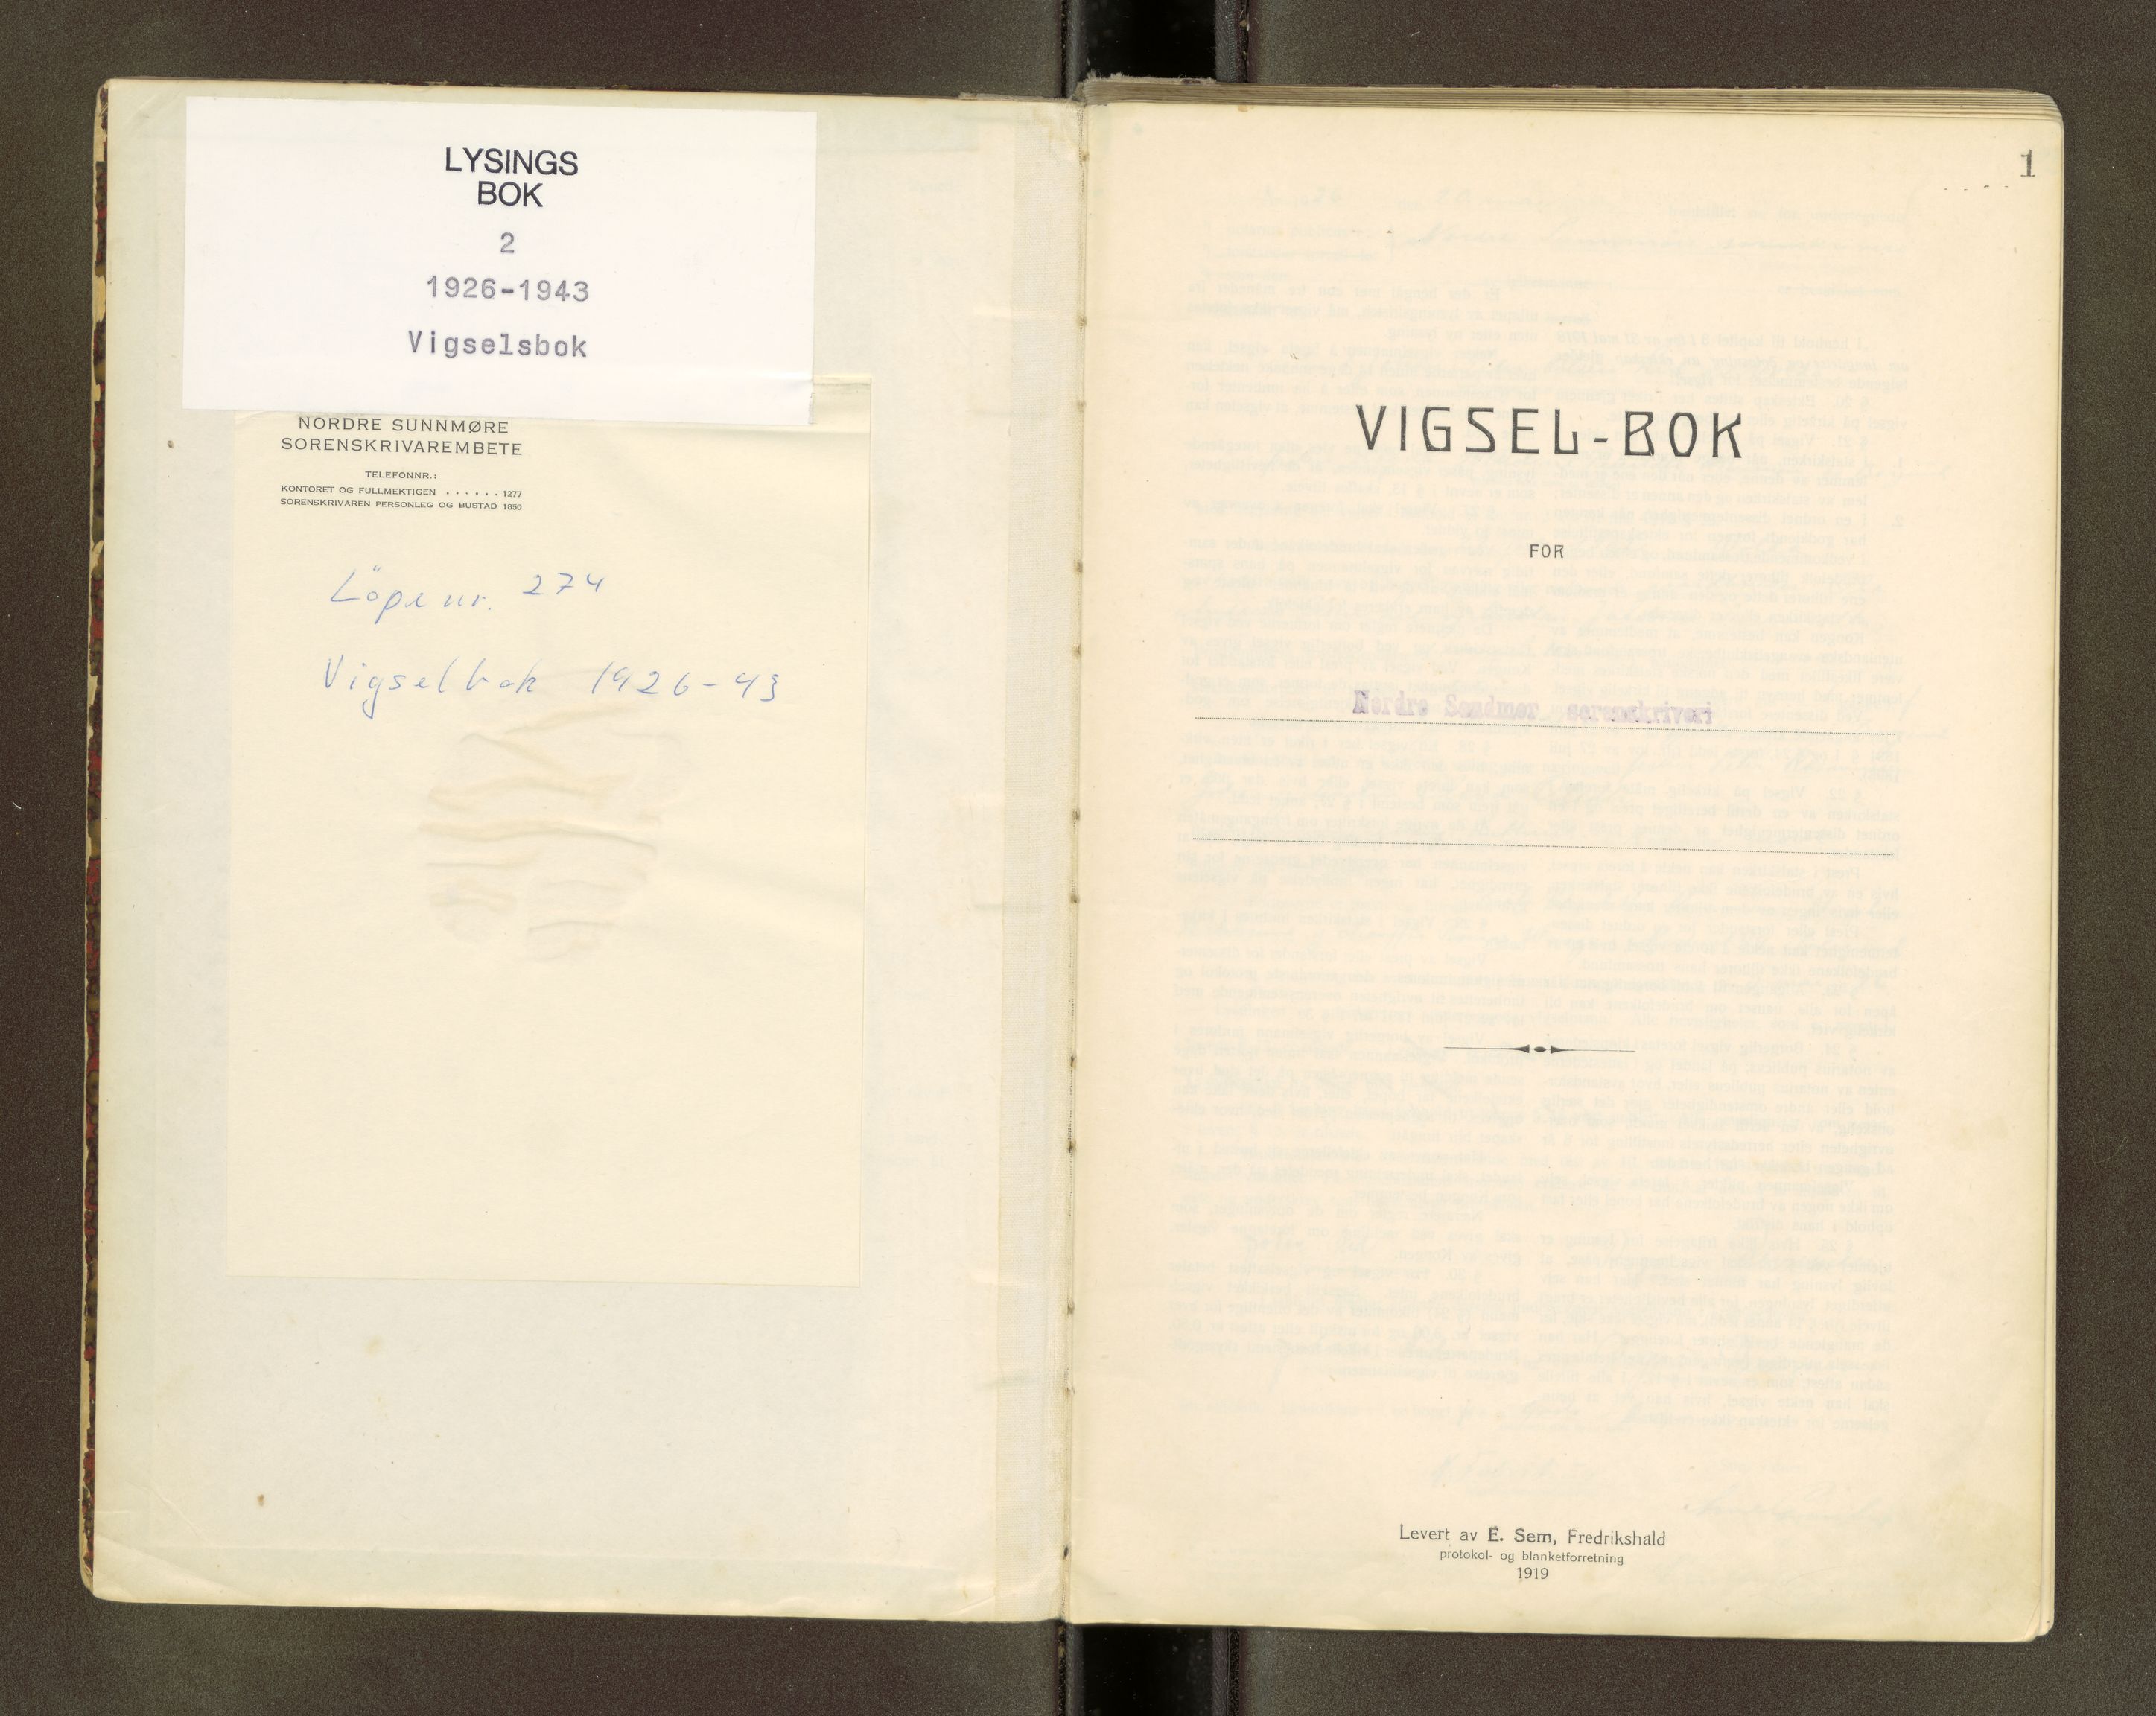 LYSINGS
BOK
2
1926-1943
Vigselsbok
NORDRE SUNNMØRE
SORENSKRIVAREMBETE
TELEFONNR.:
KONTORET OG FULLMEKTIGEN . . . . . . 1277
SORENSKRIVAREN PERSONLEG OG BUSTAD 1850
Löpenr. 274
Vigselbok 1926-43
1
VIGSEL-BOK
FOR
Nordre Søndmør sorenskriveri
Levert av E. Sem, Fredrikshald
protokol- og blanketforretning
1919